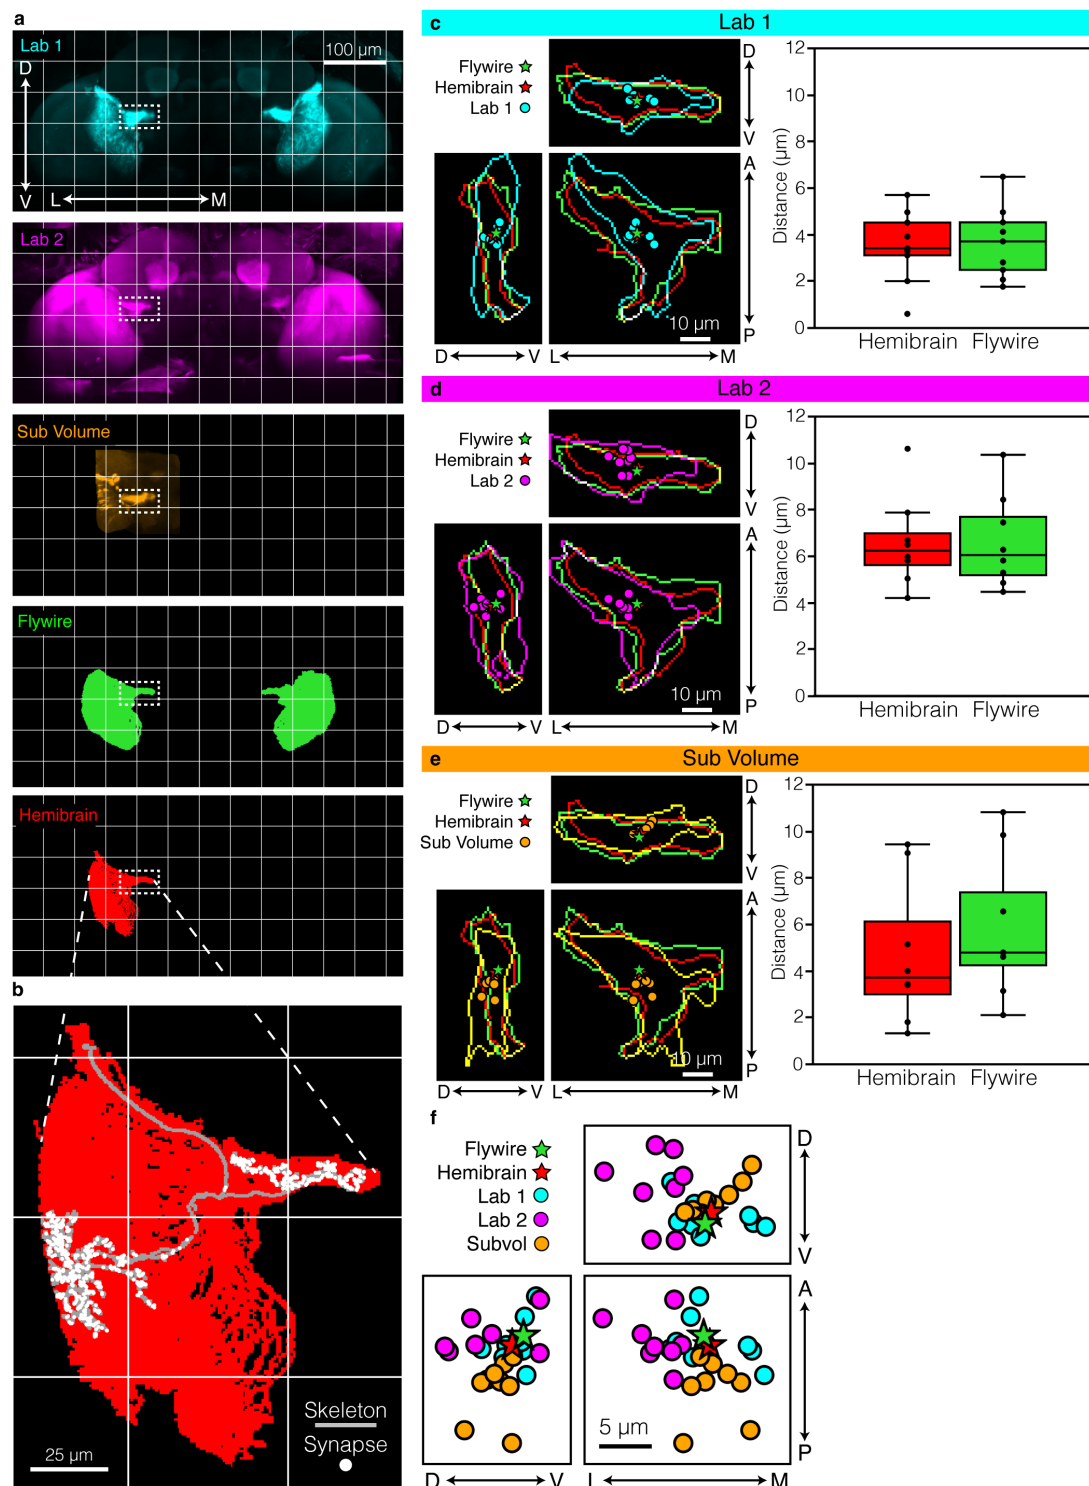 a
Lab 1
100 µm
D
V
L
M
Lab 2
Sub Volume
Flywire
Hemibrain
b
Skeleton
Synapse
25 µm
c
Lab 1
Flywire
Hemibrain
Lab 1
D
V
A
P
10 µm
D
V
L
M
Distance (µm)
12
10
8
6
4
2
0
Hemibrain
Flywire
d
Lab 2
Flywire
Hemibrain
Lab 2
D
V
A
P
10 µm
D
V
L
M
Distance (µm)
12
10
8
6
4
2
0
Hemibrain
Flywire
e
Sub Volume
Flywire
Hemibrain
Sub Volume
D
V
A
P
10 µm
D
V
L
M
Distance (µm)
12
10
8
6
4
2
0
Hemibrain
Flywire
f
Flywire
Hemibrain
Lab 1
Lab 2
Subvol
D
V
A
P
5 µm
D
V
L
M